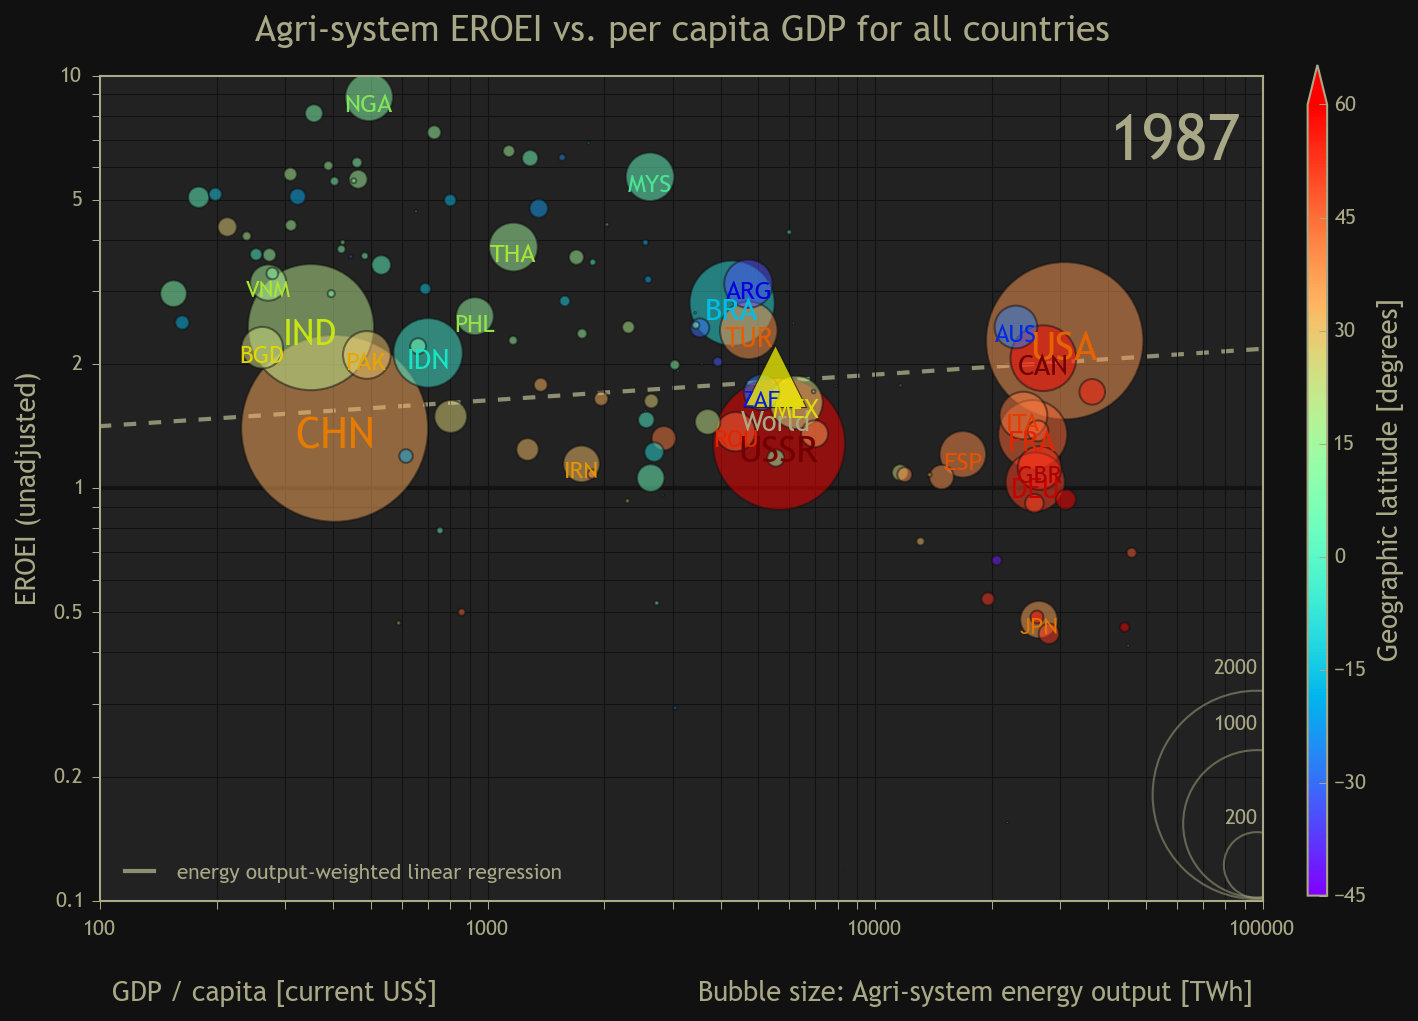 Agri-system EROEI vs. per capita GDP for all countries
1987
10
5
2
1
0.5
0.2
0.1
EROEI (unadjusted)
NGA
MYS
THA
VNM
IND
PHL
BGD
PAK
IDN
CHN
IRN
ARG
BRA
TUR
ZAF
MEX
World
ROU
USSR
AUS
USA
CAN
ITA
FRA
ESP
GBR
DEU
JPN
2000
1000
200
energy output-weighted linear regression
100
1000
10000
100000
GDP / capita [current US$]
Bubble size: Agri-system energy output [TWh]
60
45
30
15
0
−15
−30
−45
Geographic latitude [degrees]